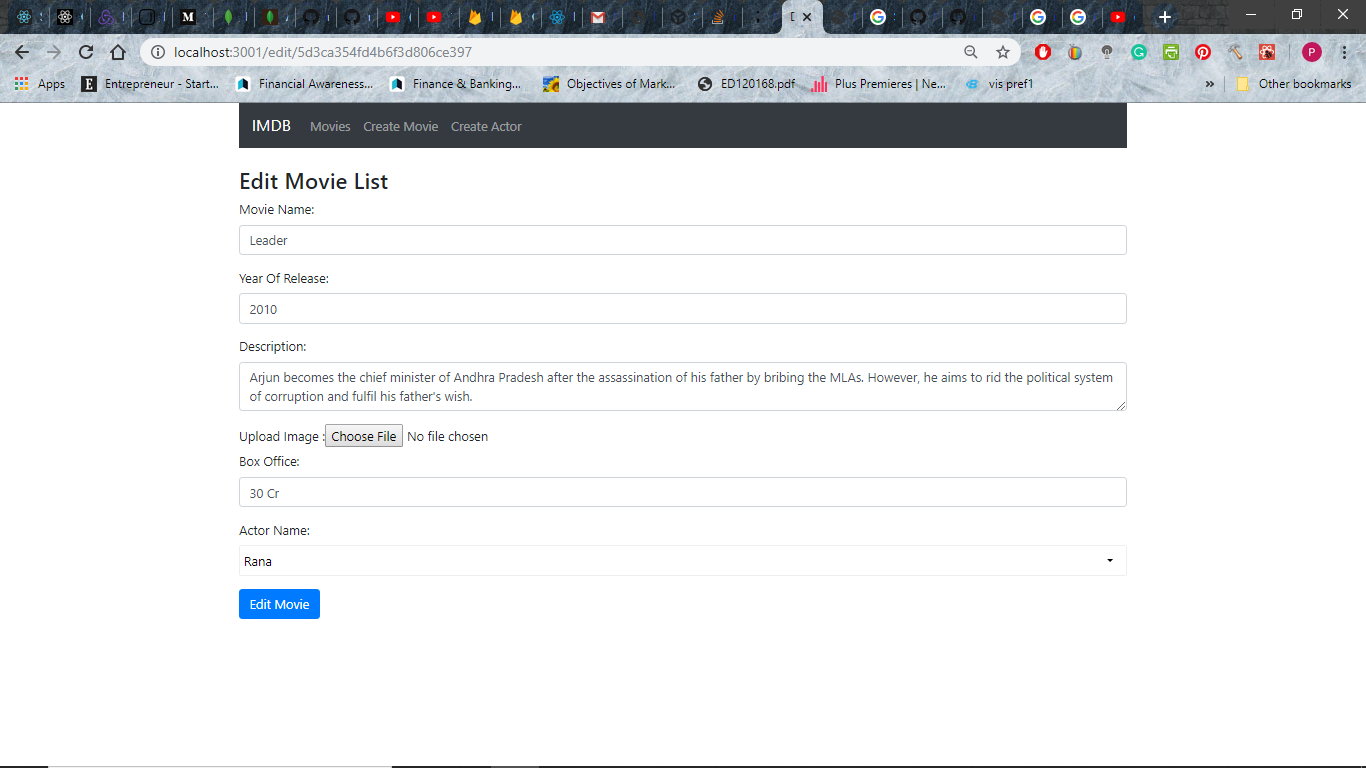 localhost:3001/edit/5d3ca354fd4b6f3d806ce397
P
Apps Entrepreneur - Start... Financial Awareness... Finance & Banking... Objectives of Mark... ED120168.pdf Plus Premieres | Ne... vis pref1 » Other bookmarks
IMDB Movies Create Movie Create Actor
Edit Movie List
Movie Name:
Leader
Year Of Release:
2010
Description:
Arjun becomes the chief minister of Andhra Pradesh after the assassination of his father by bribing the MLAs. However, he aims to rid the political system
of corruption and fulfil his father's wish.
Upload Image : Choose File No file chosen
Box Office:
30 Cr
Actor Name:
Rana
Edit Movie